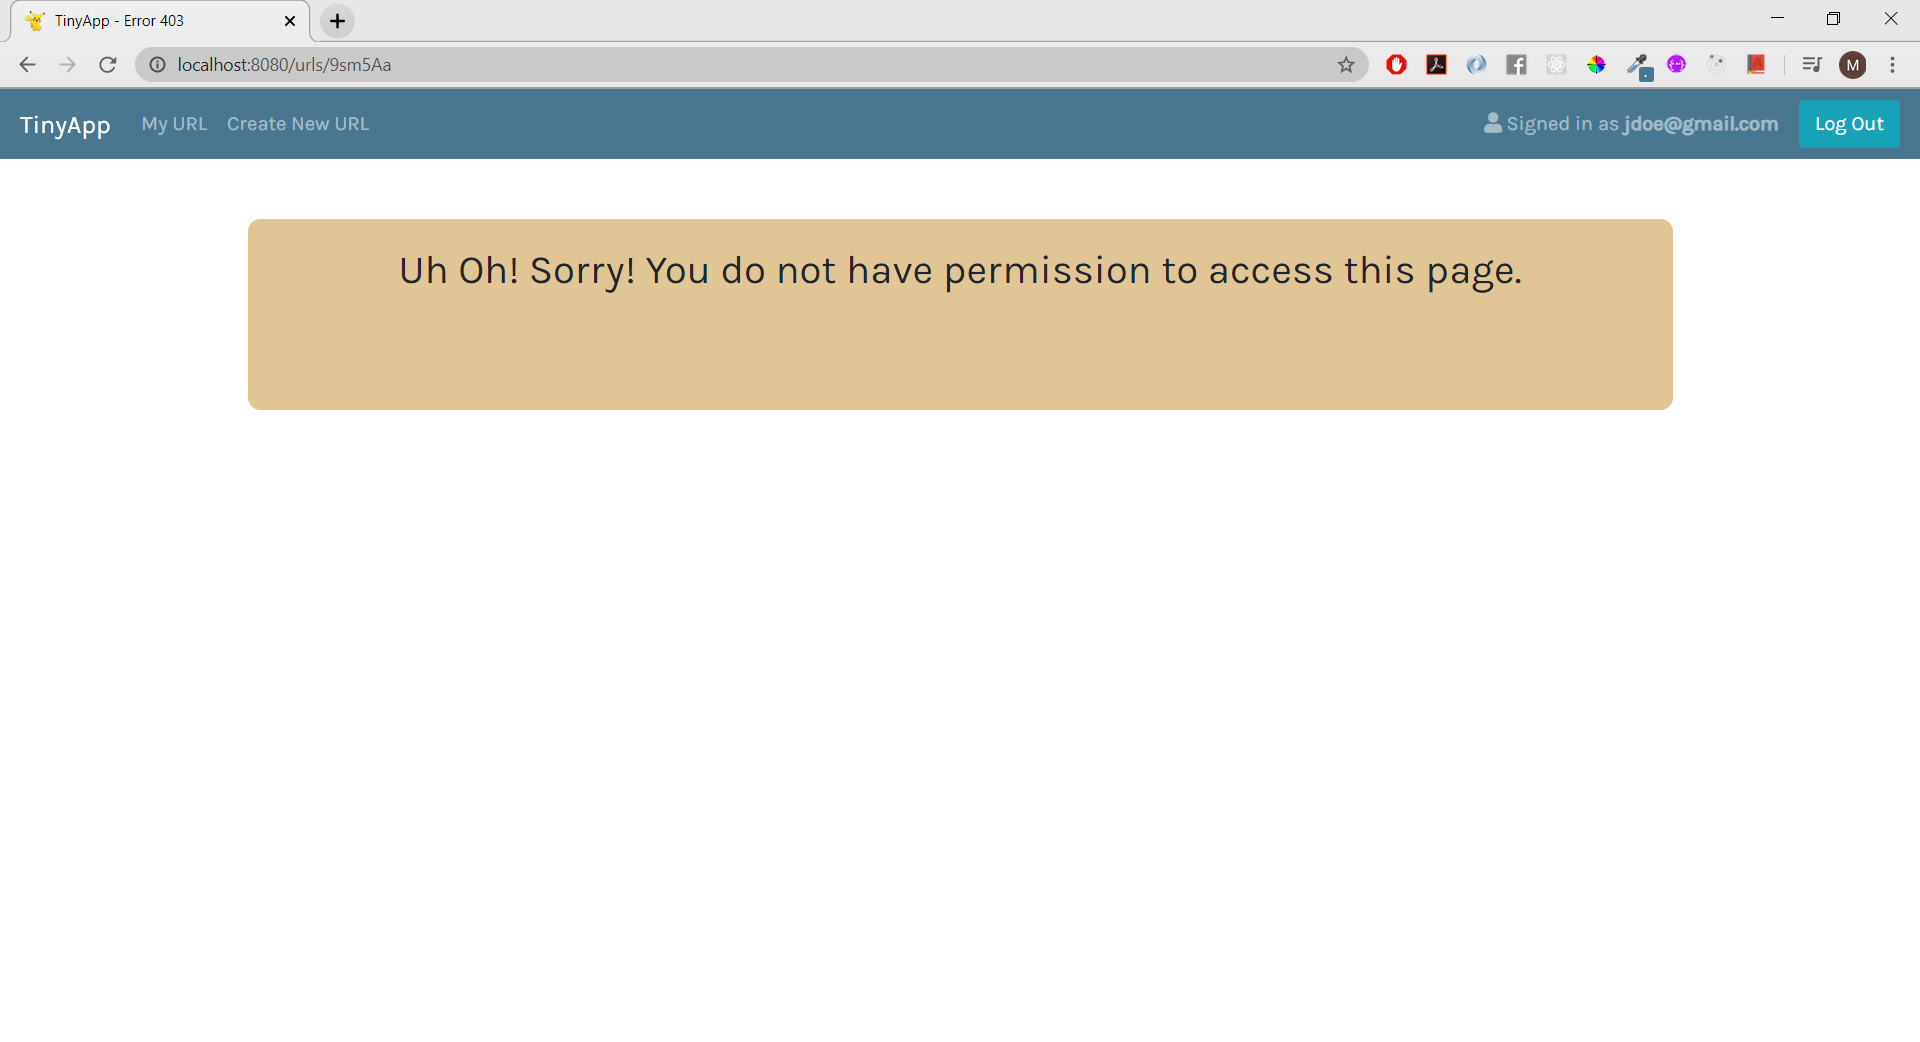 TinyApp - Error 403
localhost:8080/urls/9sm5Aa
M
TinyApp My URL Create New URL Signed in as jdoe@gmail.com Log Out
Uh Oh! Sorry! You do not have permission to access this page.